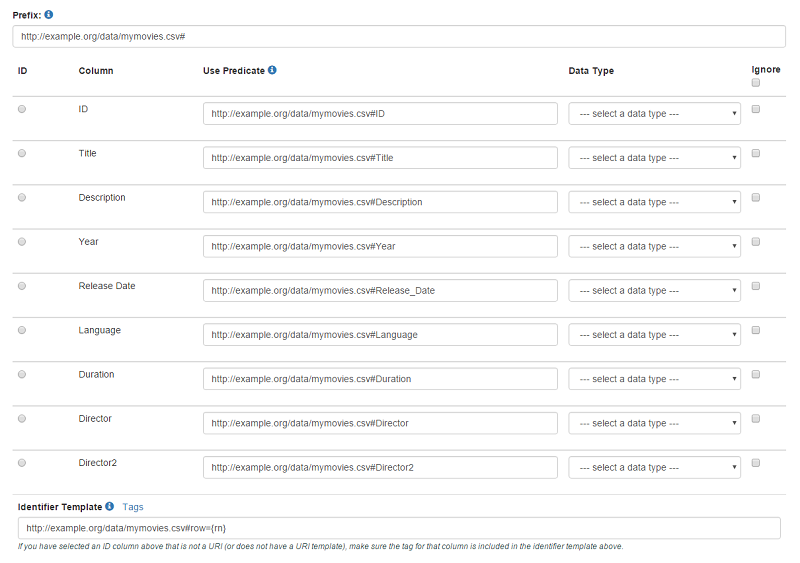 Prefix:
http://example.org/data/mymovies.csv#
ID Column Use Predicate Data Type Ignore
ID http://example.org/data/mymovies.csv#ID --- select a data type ---
Title http://example.org/data/mymovies.csv#Title --- select a data type ---
Description http://example.org/data/mymovies.csv#Description --- select a data type ---
Year http://example.org/data/mymovies.csv#Year --- select a data type ---
Release Date http://example.org/data/mymovies.csv#Release_Date --- select a data type ---
Language http://example.org/data/mymovies.csv#Language --- select a data type ---
Duration http://example.org/data/mymovies.csv#Duration --- select a data type ---
Director http://example.org/data/mymovies.csv#Director --- select a data type ---
Director2 http://example.org/data/mymovies.csv#Director2 --- select a data type ---
Identifier Template Tags
http://example.org/data/mymovies.csv#row={rn}
If you have selected an ID column above that is not a URI (or does not have a URI template), make sure the tag for that column is included in the identifier template above.